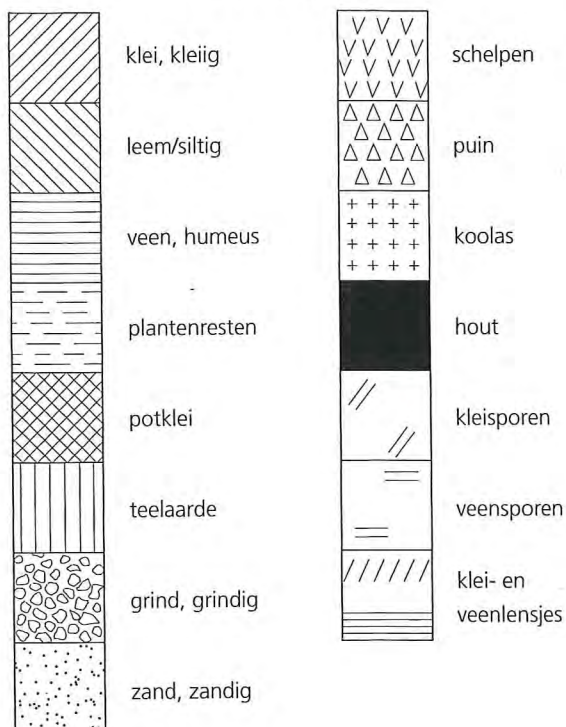 klei, kleiig
leem/siltig
veen, humeus
plantenresten
potklei
teelaarde
grind, grindig
zand, zandig
schelpen
puin
koolas
hout
kleisporen
veensporen
klei- en
veenlensjes